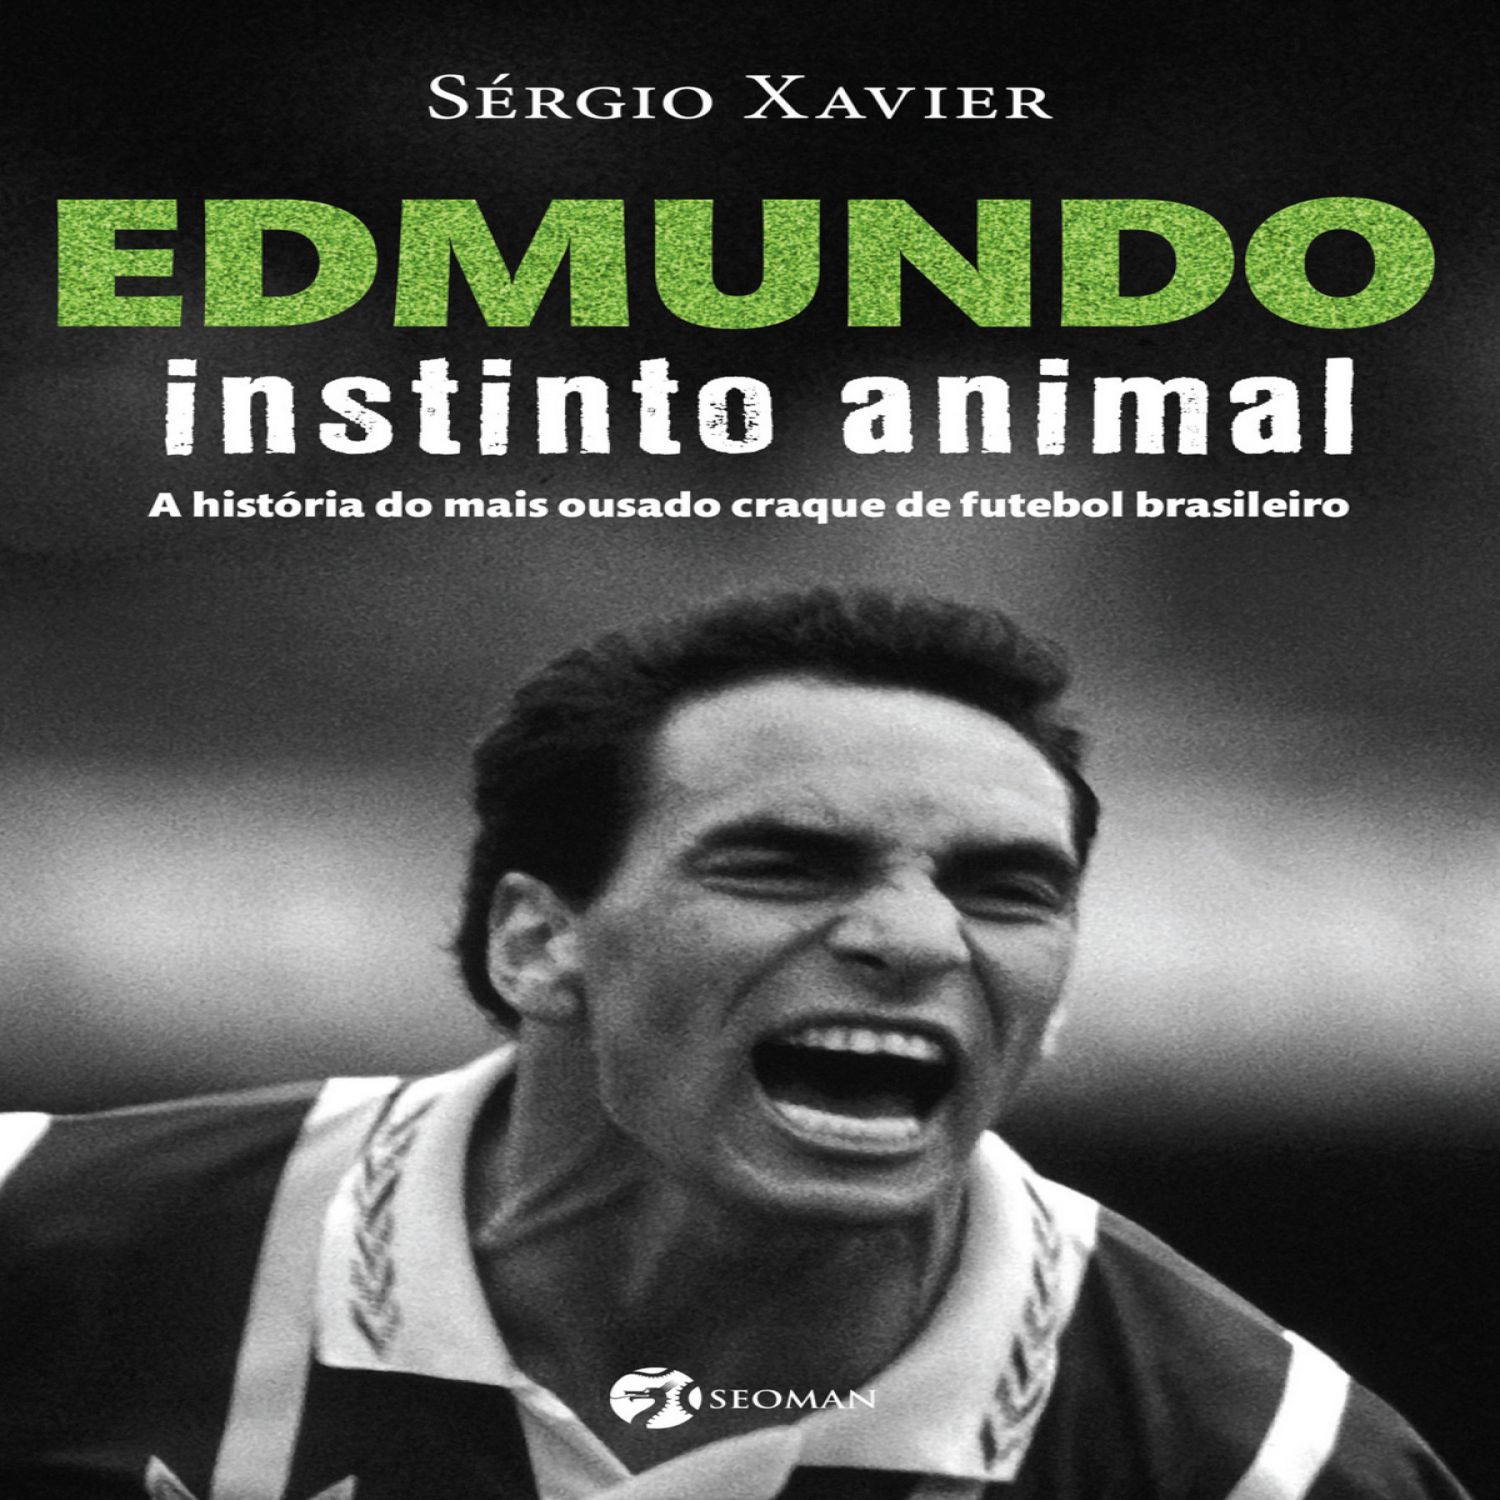 SÉRGIO XAVIER
EDMUNDO
instinto animal
A história do mais ousado craque de futebol brasileiro
SEOMAN